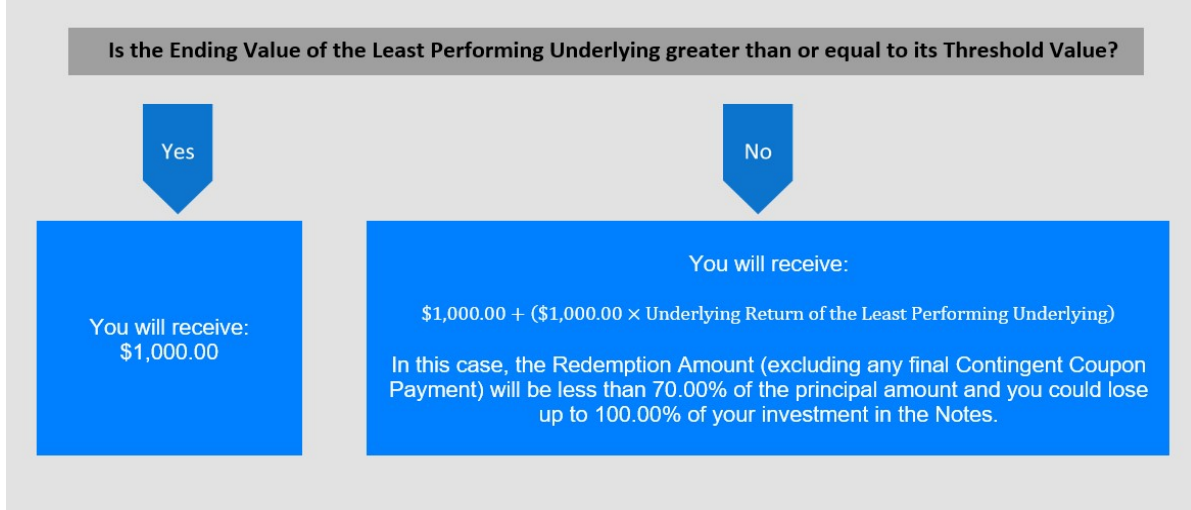 Is the Ending Value of the Least Performing Underlying greater than or equal to its Threshold Value?
Yes
No
You will receive:
$1,000.00
You will receive:
$1,000.00 + ($1,000.00 × Underlying Return of the Least Performing Underlying)
In this case, the Redemption Amount (excluding any final Contingent Coupon
Payment) will be less than 70.00% of the principal amount and you could lose
up to 100.00% of your investment in the Notes.